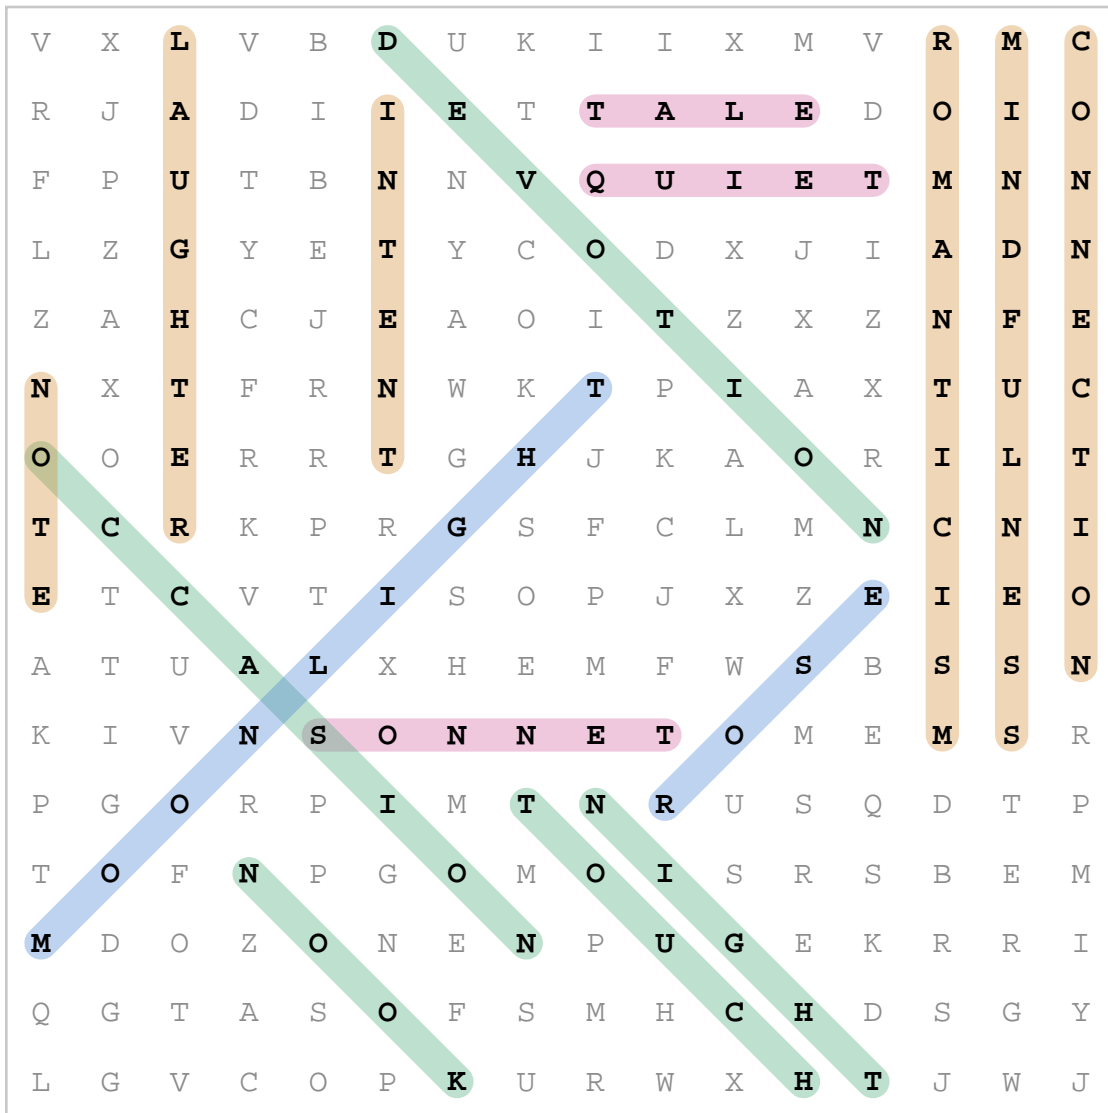 V X L V B D U K I I X M V R M C
R J A D I I E T T A L E D O I O
F P U T B N N V Q U I E T M N N
L Z G Y E T Y C O D X J I A D N
Z A H C J E A O I T Z X Z N F E
N X T F R N W K T P I A X T U C
O O E R R T G H J K A O R I L T
T C R K P R G S F C L M N C N I
E T C V T I S O P J X Z E I E O
A T U A L X H E M F W S B S S N
K I V N S O N N E T O M E M S R
P G O R P I M T N R U S Q D T P
T O F N P G O M O I S R S B E M
M D O Z O N E N P U G E K R R I
Q G T A S O F S M H C H D S G Y
L G V C O P K U R W X H T J W J